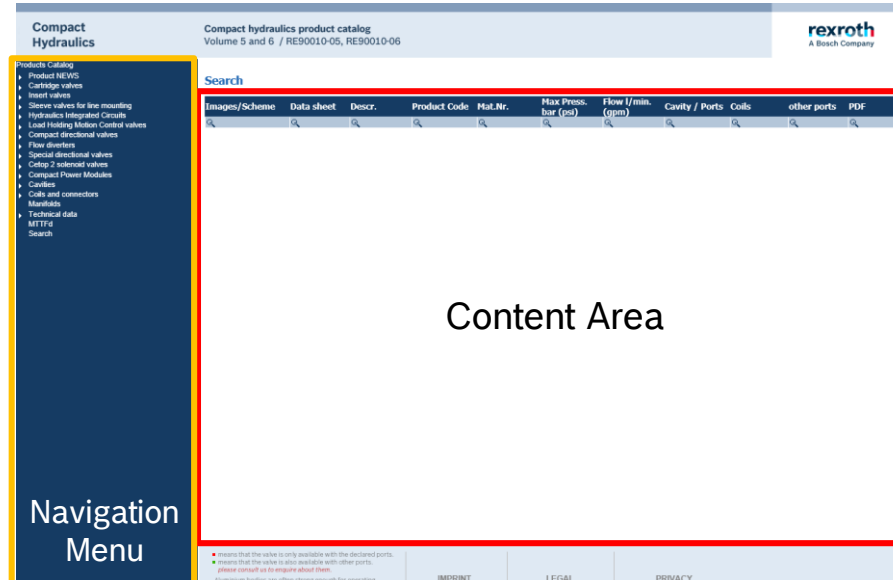 Compact
Hydraulics
Compact hydraulics product catalog
Volume 5 and 6 / RE90010-05, RE90010-06
rexroth
A Bosch Company
Products Catalog
Product NEWS
Cartridge valves
Insert valves
Sleeve valves for line mounting
Hydraulics Integrated Circuits
Load Holding Motion Control valves
Compact directional valves
Flow diverters
Special directional valves
Cetop 2 solenoid valves
Compact Power Modules
Cavities
Coils and connectors
Manifolds
Technical data
MTTFd
Search
Navigation
Menu
Search
Images/Scheme Data sheet Descr. Product Code Mat.Nr. Max Press. bar (psi) Flow l/min. (gpm) Cavity / Ports Coils other ports PDF
Content Area
means that the valve is only available with the declared ports.
means that the valve is also available with other ports.
please consult us to enquire about them.
IMPRINT LEGAL PRIVACY